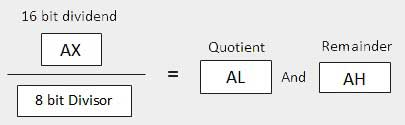 16 bit dividend
AX
8 bit Divisor
=
Quotient
AL
And
Remainder
AH